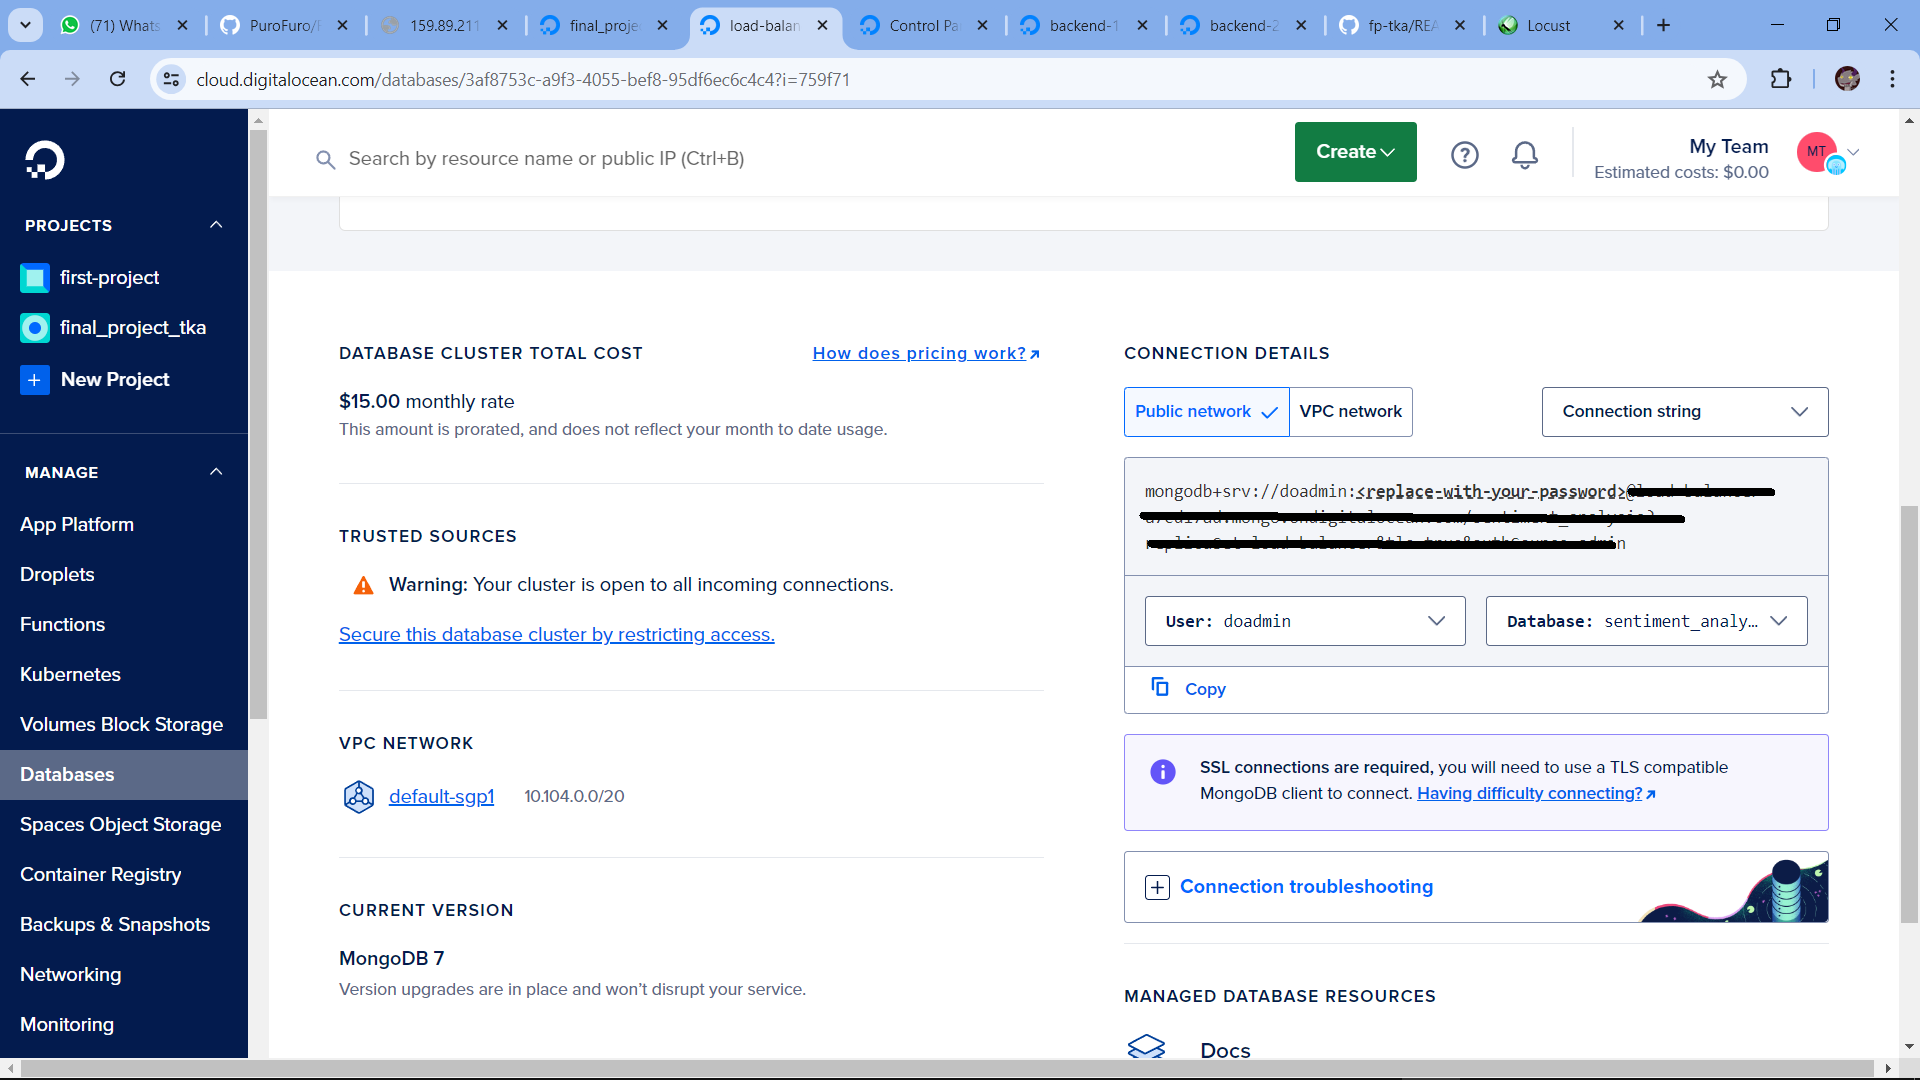 (71) Whats
PuroFuro/
159.89.211
final_proje
load-balan
Control Pa
backend-1
backend-2
fp-tka/REA
Locust
cloud.digitalocean.com/databases/3af8753c-a9f3-4055-bef8-95df6ec6c4c4?i=759f71
Search by resource name or public IP (Ctrl+B)
Create
My Team
Estimated costs: $0.00
MT
PROJECTS
first-project
final_project_tka
New Project
MANAGE
App Platform
Droplets
Functions
Kubernetes
Volumes Block Storage
Databases
Spaces Object Storage
Container Registry
Backups & Snapshots
Networking
Monitoring
DATABASE CLUSTER TOTAL COST
How does pricing work?
$15.00 monthly rate
This amount is prorated, and does not reflect your month to date usage.
TRUSTED SOURCES
Warning: Your cluster is open to all incoming connections.
Secure this database cluster by restricting access.
VPC NETWORK
default-sgp1 10.104.0.0/20
CURRENT VERSION
MongoDB 7
Version upgrades are in place and won't disrupt your service.
CONNECTION DETAILS
Public network
VPC network
Connection string
mongodb+srv://doadmin:<replace-with-your-password>@
User: doadmin
Database: sentiment_analy…
Copy
SSL connections are required, you will need to use a TLS compatible
MongoDB client to connect. Having difficulty connecting?
Connection troubleshooting
MANAGED DATABASE RESOURCES
Docs